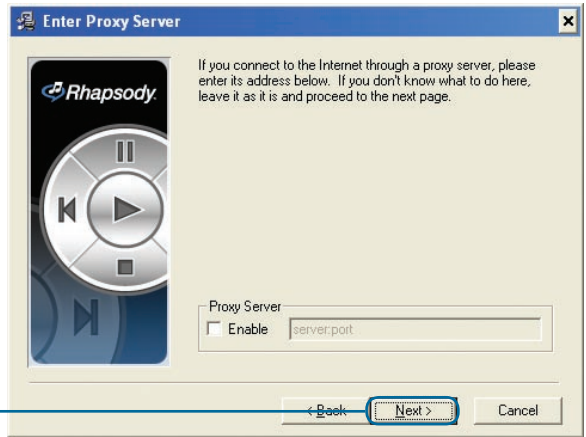 Enter Proxy Server
If you connect to the Internet through a proxy server, please
enter its address below. If you don't know what to do here,
leave it as it is and proceed to the next page.
Rhapsody.
Proxy Server
Enable
server:port
< Back
Next >
Cancel